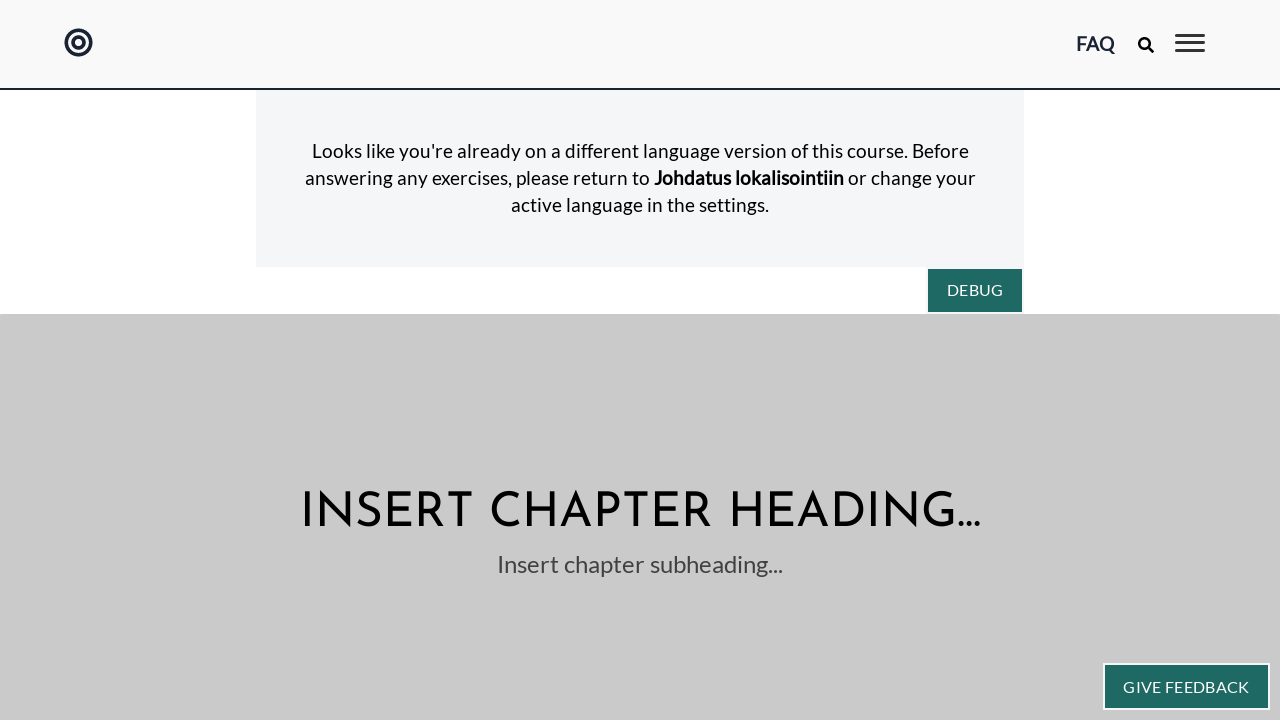 FAQ
Looks like you're already on a different language version of this course. Before
answering any exercises, please return to Johdatus lokalisointiin or change your
active language in the settings.
DEBUG
INSERT CHAPTER HEADING...
Insert chapter subheading...
GIVE FEEDBACK